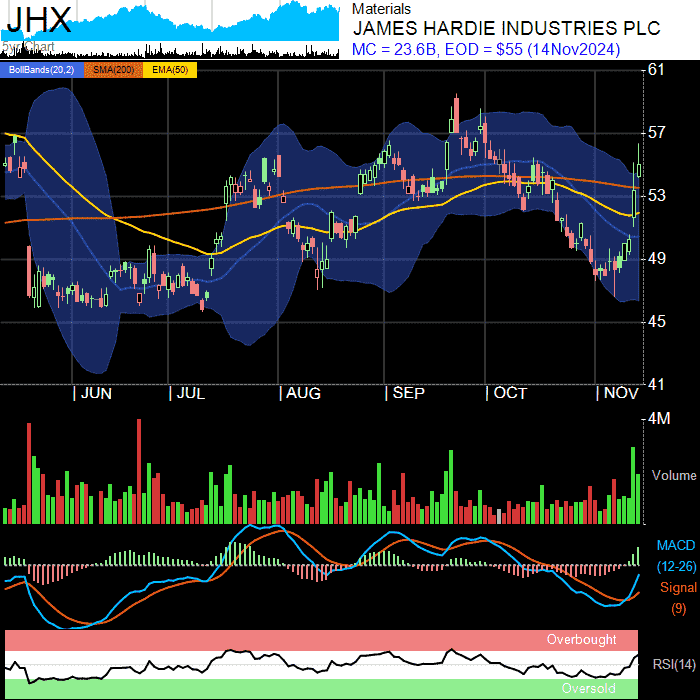 JHX
5yr Chart
Materials
JAMES HARDIE INDUSTRIES PLC
MC = 23.6B, EOD = $55 (14Nov2024)
BollBands(20,2) SMA(200) EMA(50)
61
57
53
49
45
41
| JUN | JUL | AUG | SEP | OCT | NOV
4M
Volume
MACD
(12-26)
Signal
(9)
Overbought
RSI(14)
Oversold